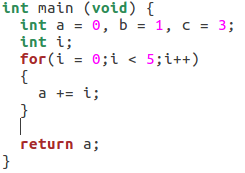 int main (void) {
  int a = 0, b = 1, c = 3;
  int i;
  for(i = 0;i < 5;i++)
  {
    a += i;
  }

  return a;
}